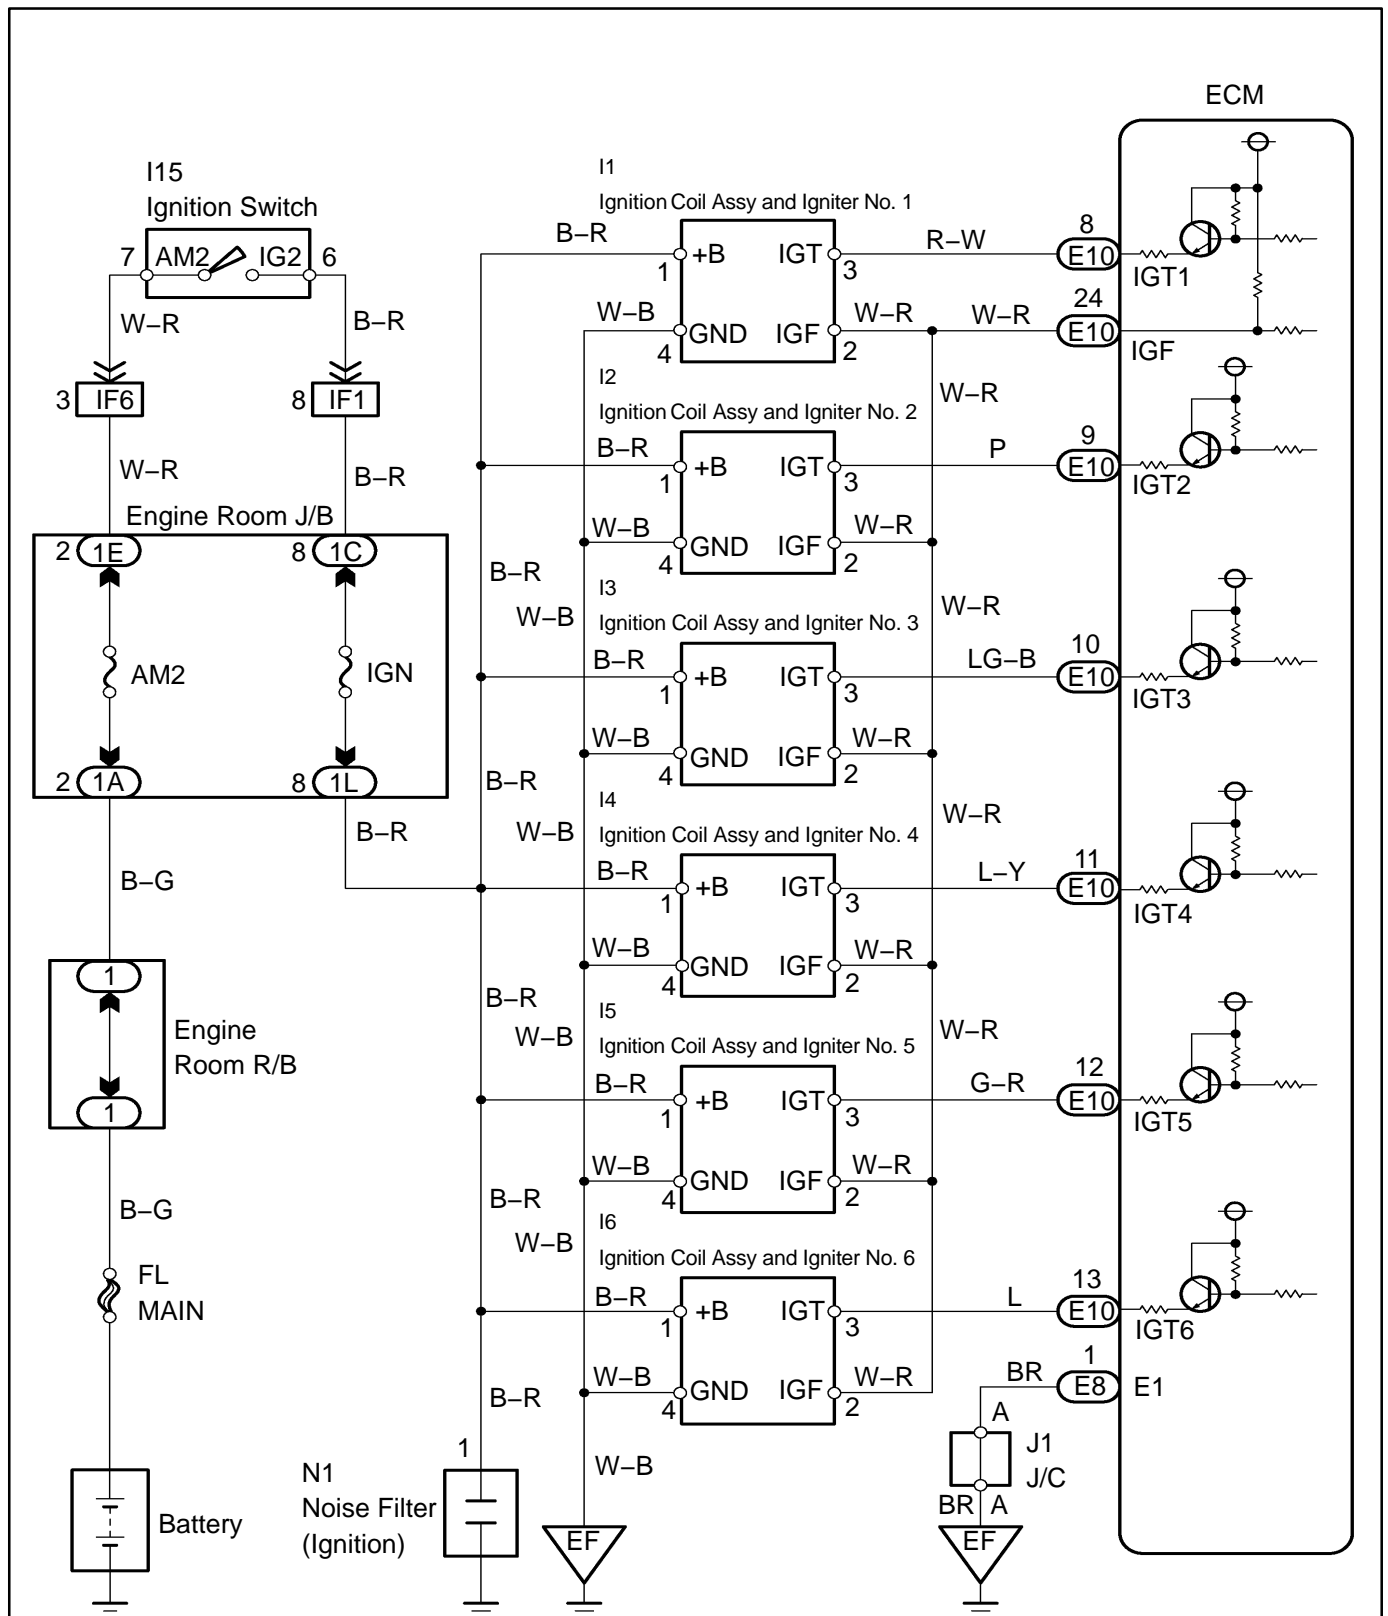 ECM
I15
Ignition Switch
7 AM2 IG2 6
W–R
B–R
3 IF6
8 IF1
W–R
B–R
Engine Room J/B
2 1E
8 1C
AM2
IGN
2 1A
8 1L
B–R
B–G
1
Engine
Room R/B
1
B–G
FL
MAIN
Battery
N1
Noise Filter
(Ignition)
1
I1
Ignition Coil Assy and Igniter No. 1
B–R
1 +B IGT 3
R–W
8
E10
IGT1
W–B
4 GND IGF 2
W–R
W–R
24
E10
IGF
W–R
I2
Ignition Coil Assy and Igniter No. 2
B–R
1 +B IGT 3
P
9
E10
IGT2
W–B
4 GND IGF 2
W–R
B–R
W–B
W–R
I3
Ignition Coil Assy and Igniter No. 3
B–R
1 +B IGT 3
LG–B
10
E10
IGT3
W–B
4 GND IGF 2
W–R
B–R
W–B
W–R
I4
Ignition Coil Assy and Igniter No. 4
B–R
1 +B IGT 3
L–Y
11
E10
IGT4
W–B
4 GND IGF 2
W–R
B–R
W–B
W–R
I5
Ignition Coil Assy and Igniter No. 5
B–R
1 +B IGT 3
G–R
12
E10
IGT5
W–B
4 GND IGF 2
W–R
B–R
W–B
I6
Ignition Coil Assy and Igniter No. 6
B–R
1 +B IGT 3
L
13
E10
IGT6
W–B
4 GND IGF 2
W–R
B–R
W–B
EF
BR
1
E8
E1
A
J1
J/C
BR A
EF